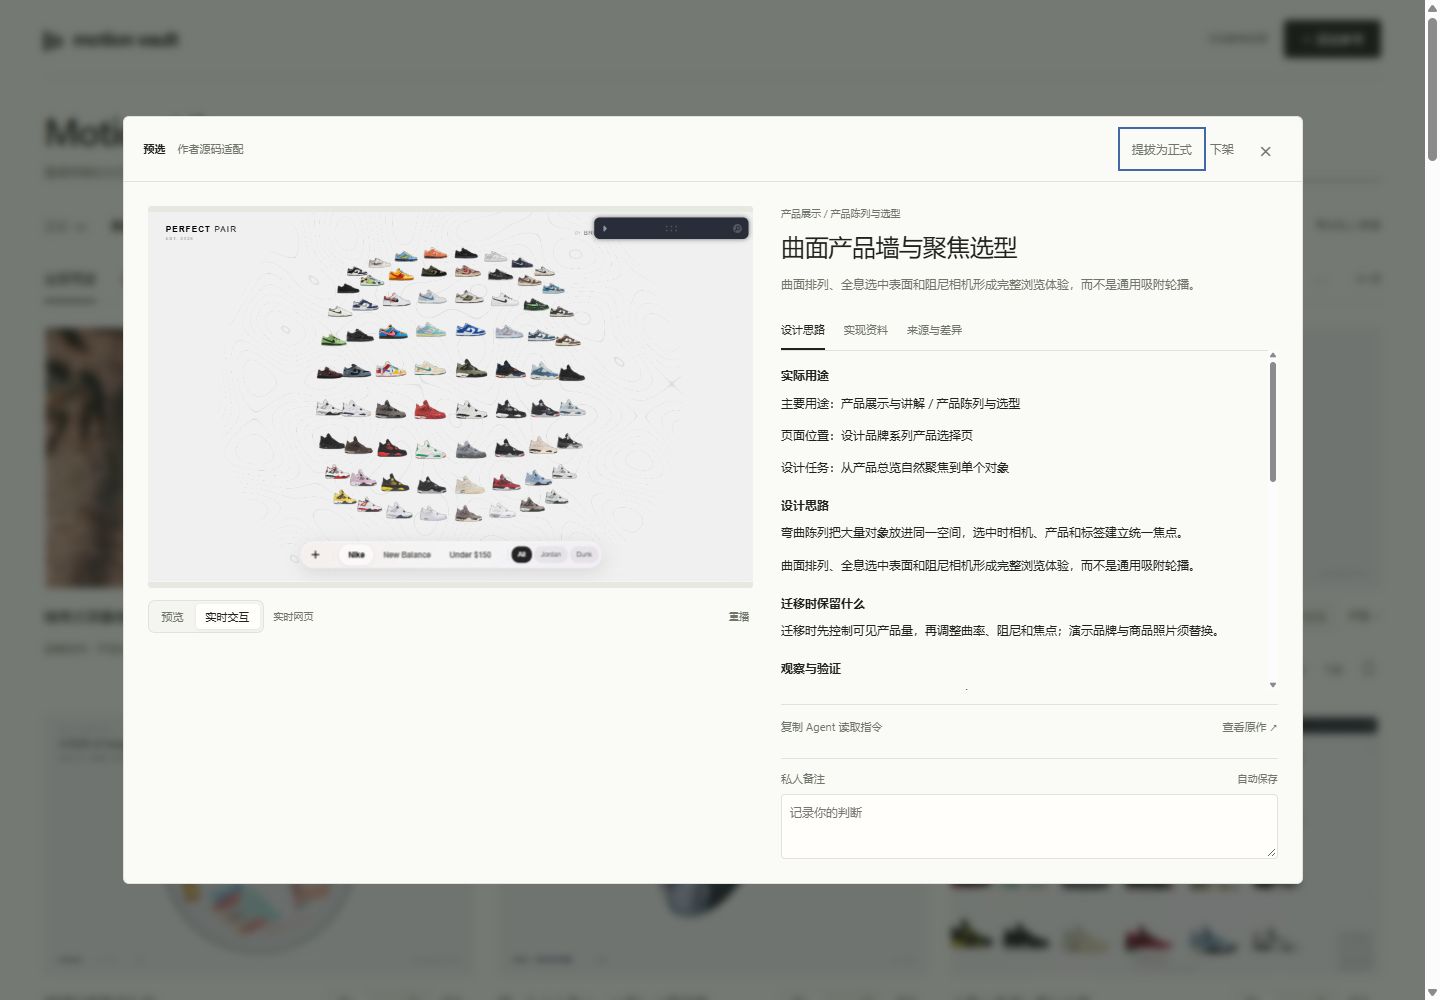 motion vault
预选
作者源码适配
提拔为正式
下架
PERFECT PAIR
EST. 2025
产品展示 / 产品陈列与选型
曲面产品墙与聚焦选型
曲面排列、全息选中表面和阻尼相机形成完整浏览体验，而不是通用吸附轮播。
设计思路
实现资料
来源与差异
实际用途
主要用途：产品展示与讲解 / 产品陈列与选型
页面位置：设计品牌系列产品选择页
设计任务：从产品总览自然聚焦到单个对象
设计思路
弯曲阵列把大量对象放进同一空间，选中时相机、产品和标签建立统一焦点。
曲面排列、全息选中表面和阻尼相机形成完整浏览体验，而不是通用吸附轮播。
迁移时保留什么
迁移时先控制可见产品量，再调整曲率、阻尼和焦点；演示品牌与商品照片须替换。
观察与验证
+ Nike New Balance Under $150 All Jordan Dunk
预览
实时交互
实时网页
重播
复制 Agent 读取指令
查看原作 ↗
私人备注
自动保存
记录你的判断